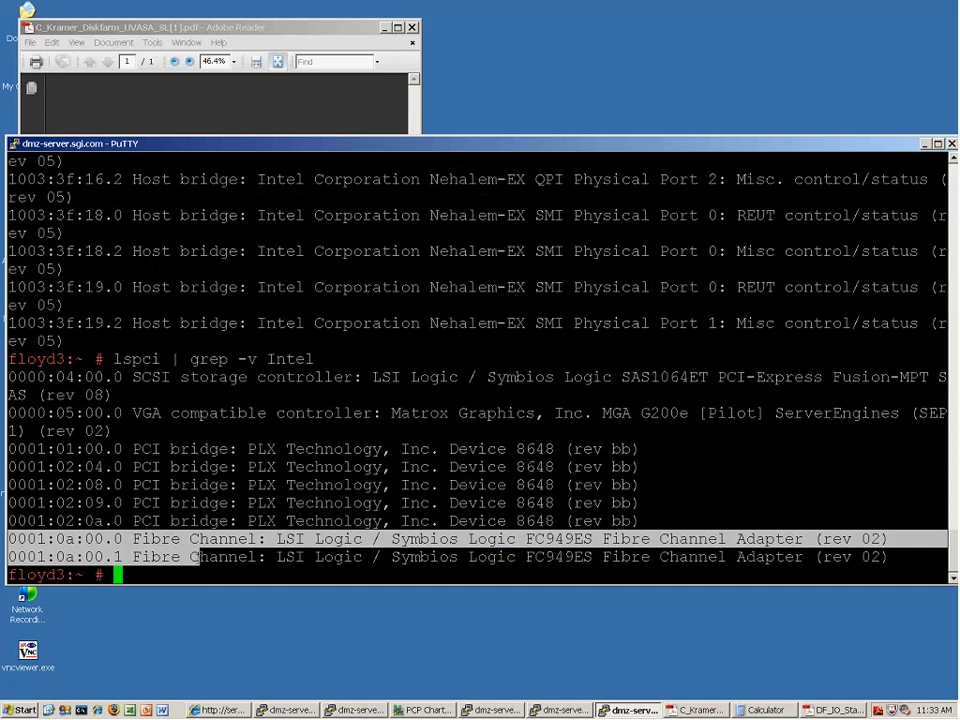 C_Kramer_Diskfarm_UVASA_SL[1].pdf - Adobe Reader
File Edit View Document Tools Window Help
1 / 1 46.4% Find
dmz-server.sgi.com - PuTTY
ev 05)
1003:3f:16.2 Host bridge: Intel Corporation Nehalem-EX QPI Physical Port 2: Misc. control/status (
rev 05)
1003:3f:18.0 Host bridge: Intel Corporation Nehalem-EX SMI Physical Port 0: REUT control/status (r
ev 05)
1003:3f:18.2 Host bridge: Intel Corporation Nehalem-EX SMI Physical Port 0: Misc control/status (r
ev 05)
1003:3f:19.0 Host bridge: Intel Corporation Nehalem-EX SMI Physical Port 0: REUT control/status (r
ev 05)
1003:3f:19.2 Host bridge: Intel Corporation Nehalem-EX SMI Physical Port 1: Misc control/status (r
ev 05)
floyd3:~ # lspci | grep -v Intel
0000:04:00.0 SCSI storage controller: LSI Logic / Symbios Logic SAS1064ET PCI-Express Fusion-MPT S
AS (rev 08)
0000:05:00.0 VGA compatible controller: Matrox Graphics, Inc. MGA G200e [Pilot] ServerEngines (SEP
1) (rev 02)
0001:01:00.0 PCI bridge: PLX Technology, Inc. Device 8648 (rev bb)
0001:02:04.0 PCI bridge: PLX Technology, Inc. Device 8648 (rev bb)
0001:02:08.0 PCI bridge: PLX Technology, Inc. Device 8648 (rev bb)
0001:02:09.0 PCI bridge: PLX Technology, Inc. Device 8648 (rev bb)
0001:02:0a.0 PCI bridge: PLX Technology, Inc. Device 8648 (rev bb)
0001:0a:00.0 Fibre Channel: LSI Logic / Symbios Logic FC949ES Fibre Channel Adapter (rev 02)
0001:0a:00.1 Fibre Channel: LSI Logic / Symbios Logic FC949ES Fibre Channel Adapter (rev 02)
floyd3:~ #
Network
Recordi...
vncviewer.exe
Start http://ser... dmz-serve... dmz-serve... PCP Chart... dmz-serve... dmz-serve... dmz-serv... C_Kramer... DF_IO_Sta... Calculator 11:33 AM